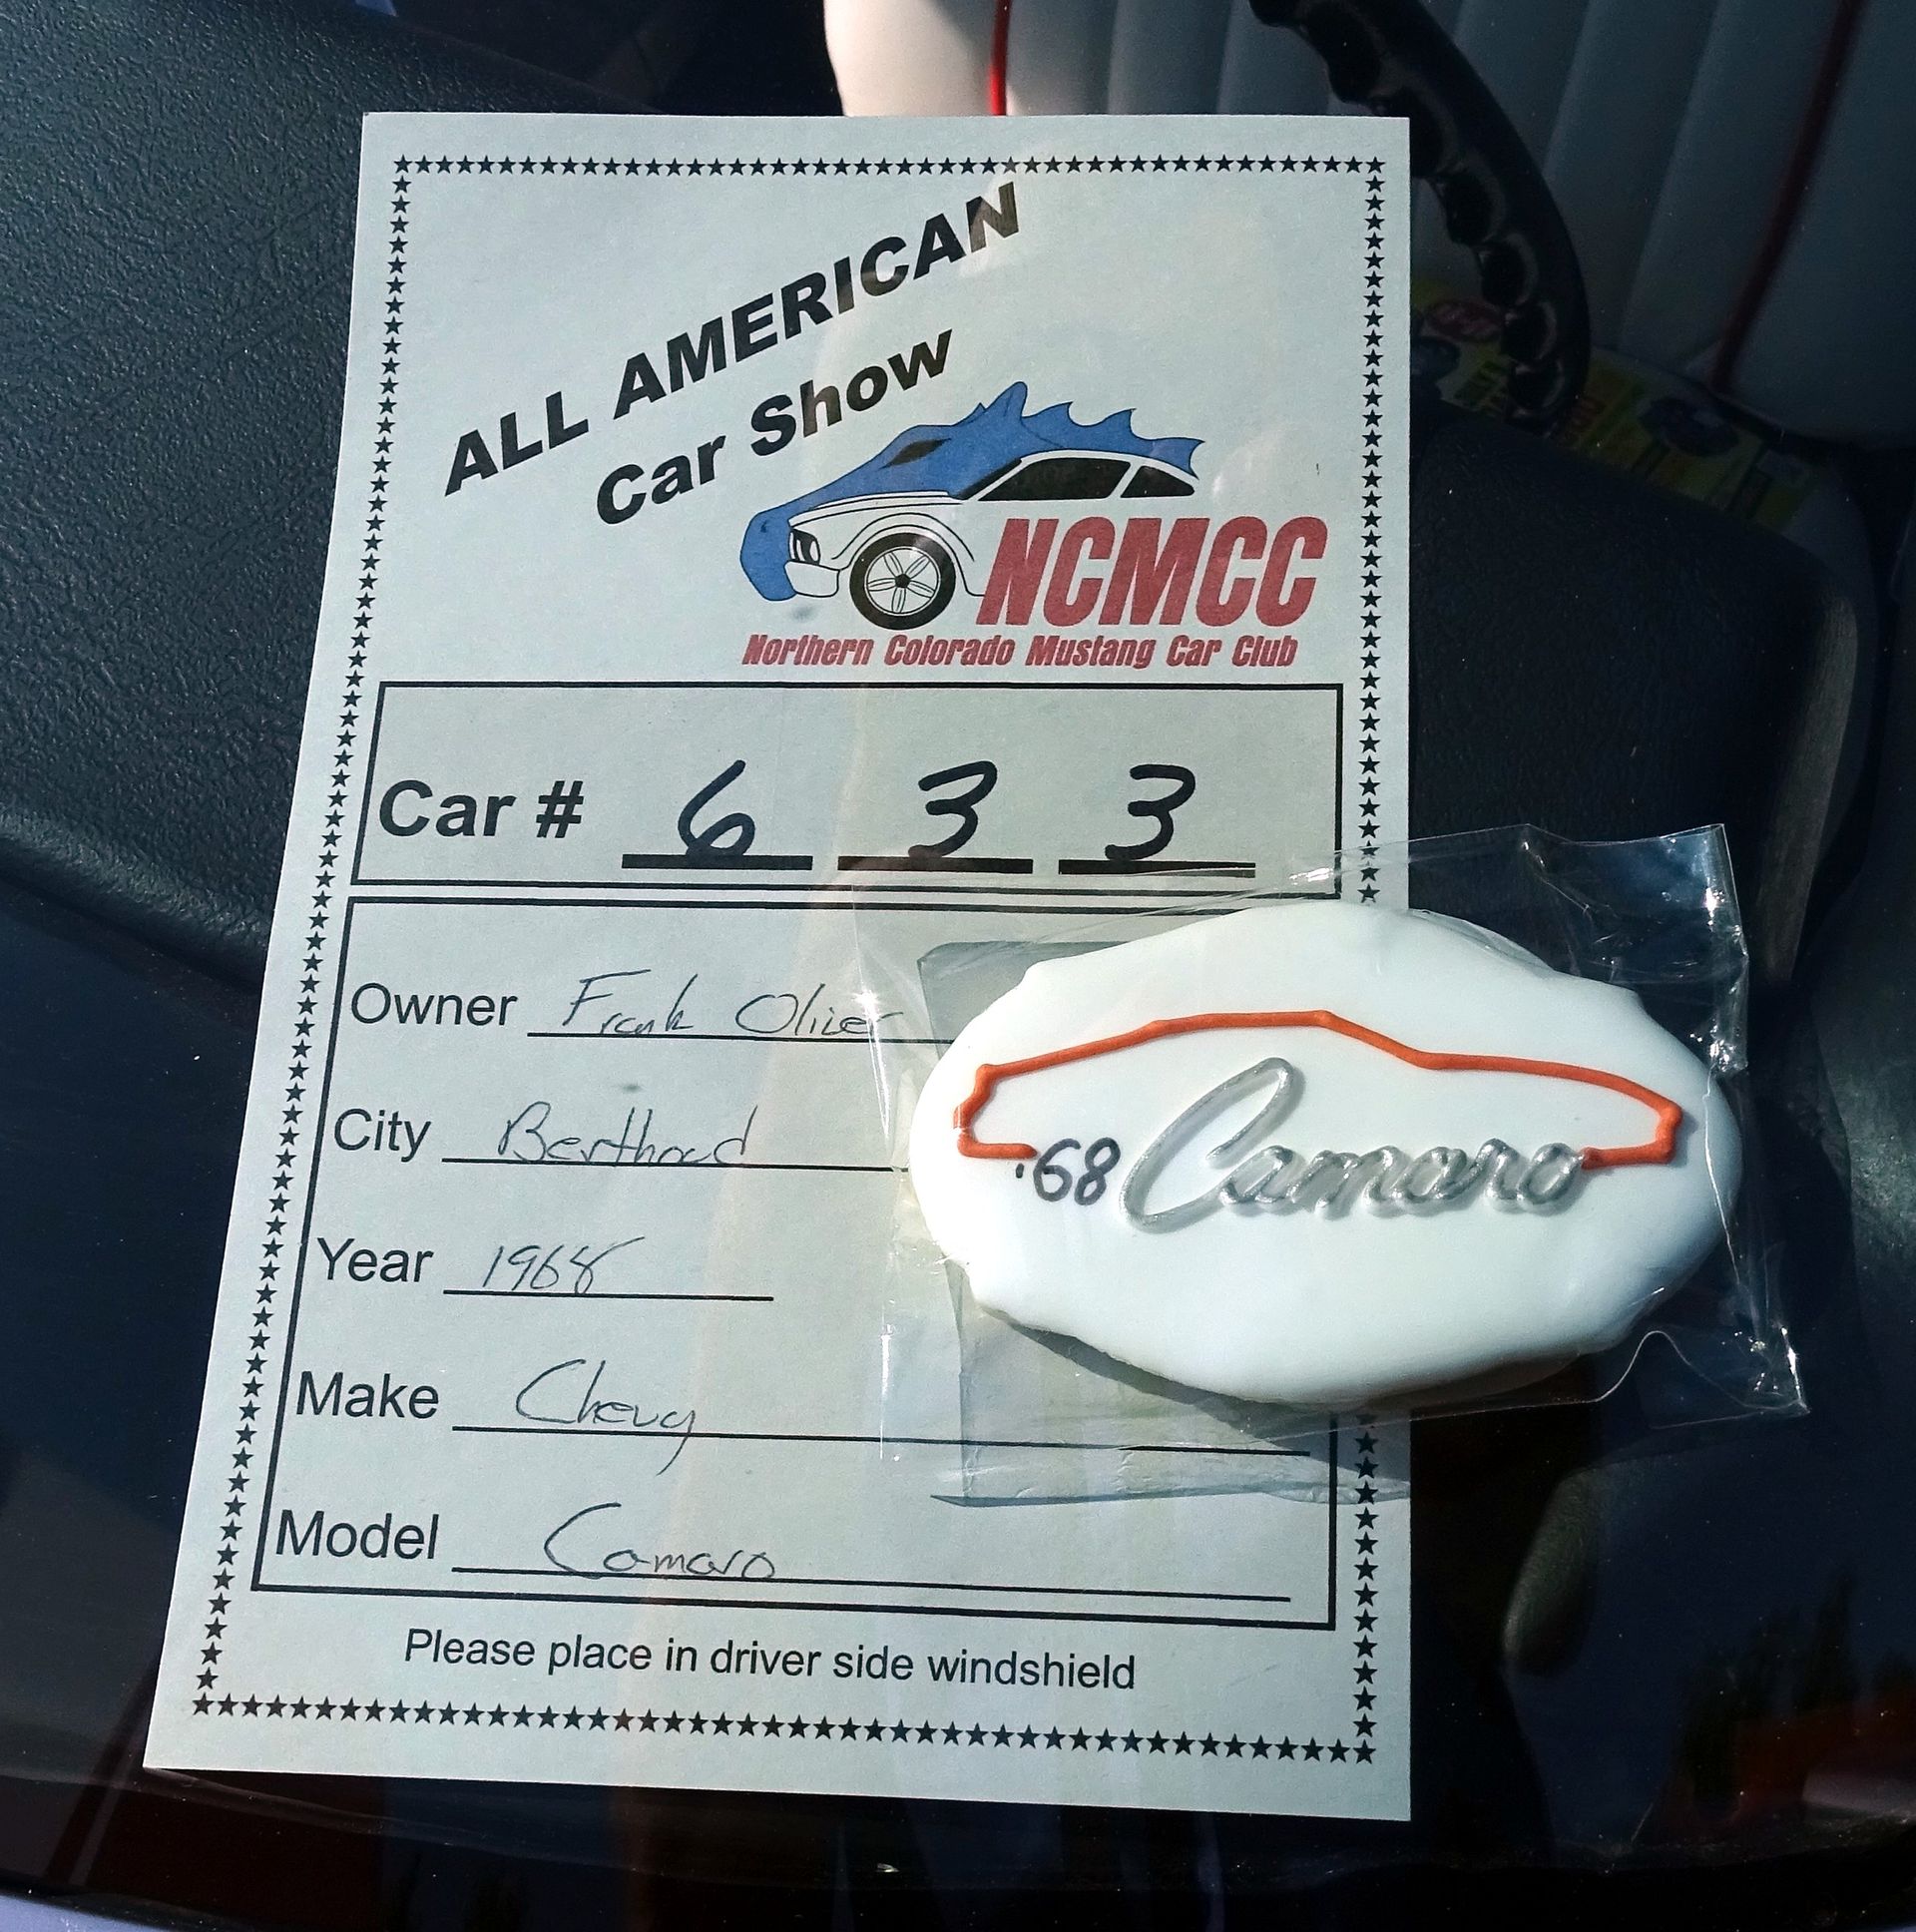 ALL AMERICAN
Car Show
NCMCC
Northern Colorado Mustang Car Club
Car # 6 3 3
Owner Frank Oliver
City Berthoud
Year 1968
Make Chevy
Model Camaro
'68 Camaro
Please place in driver side windshield